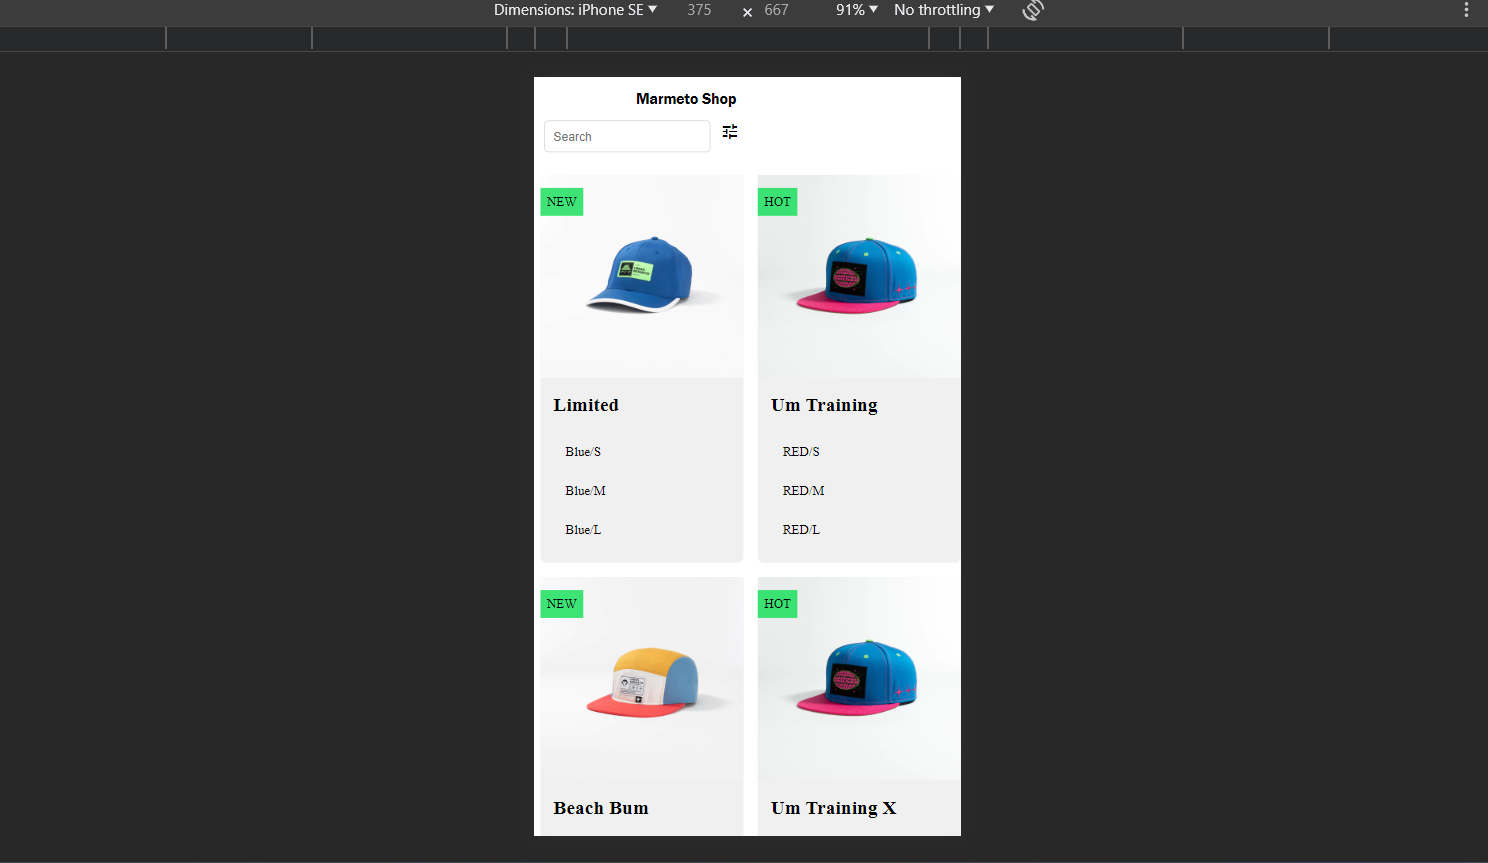 Dimensions: iPhone SE ▼ 375 × 667 91% ▼ No throttling ▼
Marmeto Shop
Search
NEW
HOT
Limited
Um Training
Blue/S
RED/S
Blue/M
RED/M
Blue/L
RED/L
NEW
HOT
Beach Bum
Um Training X